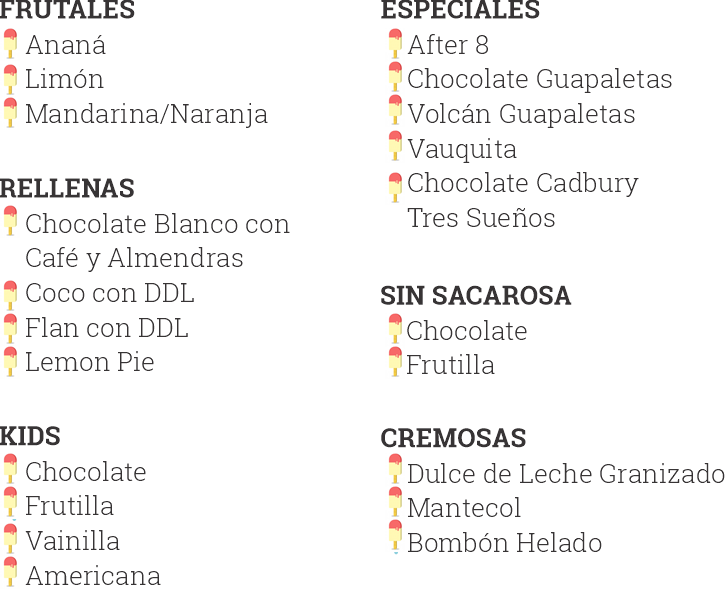 FRUTALES
Ananá
Limón
Mandarina/Naranja
RELLENAS
Chocolate Blanco con
Café y Almendras
Coco con DDL
Flan con DDL
Lemon Pie
KIDS
Chocolate
Frutilla
Vainilla
Americana
ESPECIALES
After 8
Chocolate Guapaletas
Volcán Guapaletas
Vauquita
Chocolate Cadbury
Tres Sueños
SIN SACAROSA
Chocolate
Frutilla
CREMOSAS
Dulce de Leche Granizado
Mantecol
Bombón Helado